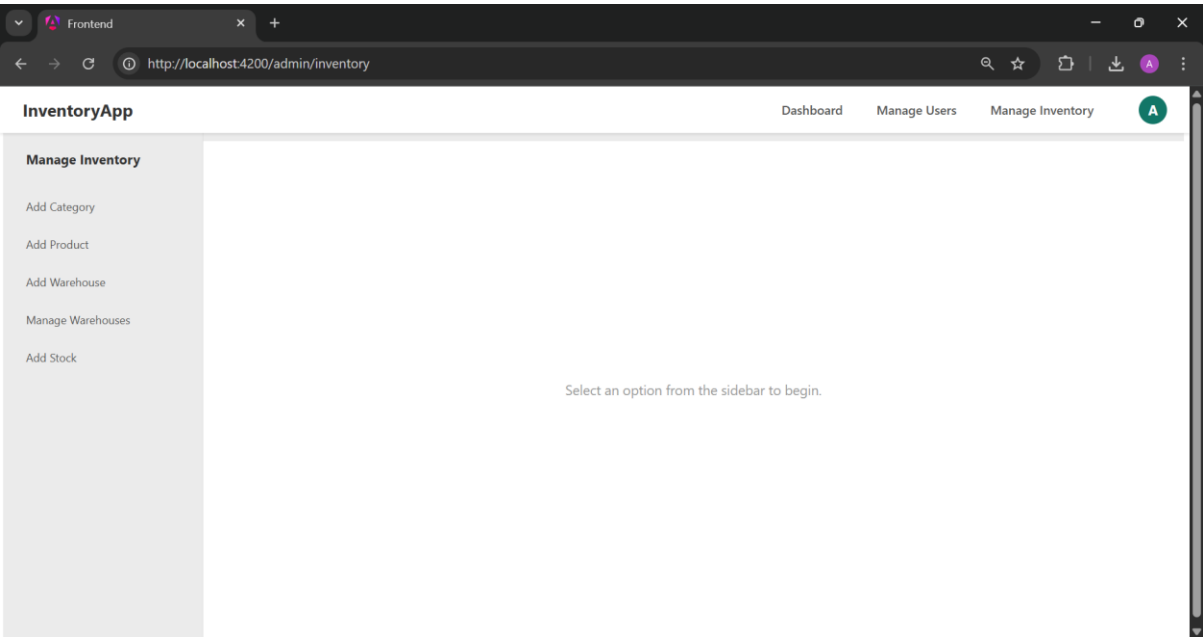 Frontend
http://localhost:4200/admin/inventory
A
InventoryApp
Dashboard
Manage Users
Manage Inventory
A
Manage Inventory
Add Category
Add Product
Add Warehouse
Manage Warehouses
Add Stock
Select an option from the sidebar to begin.